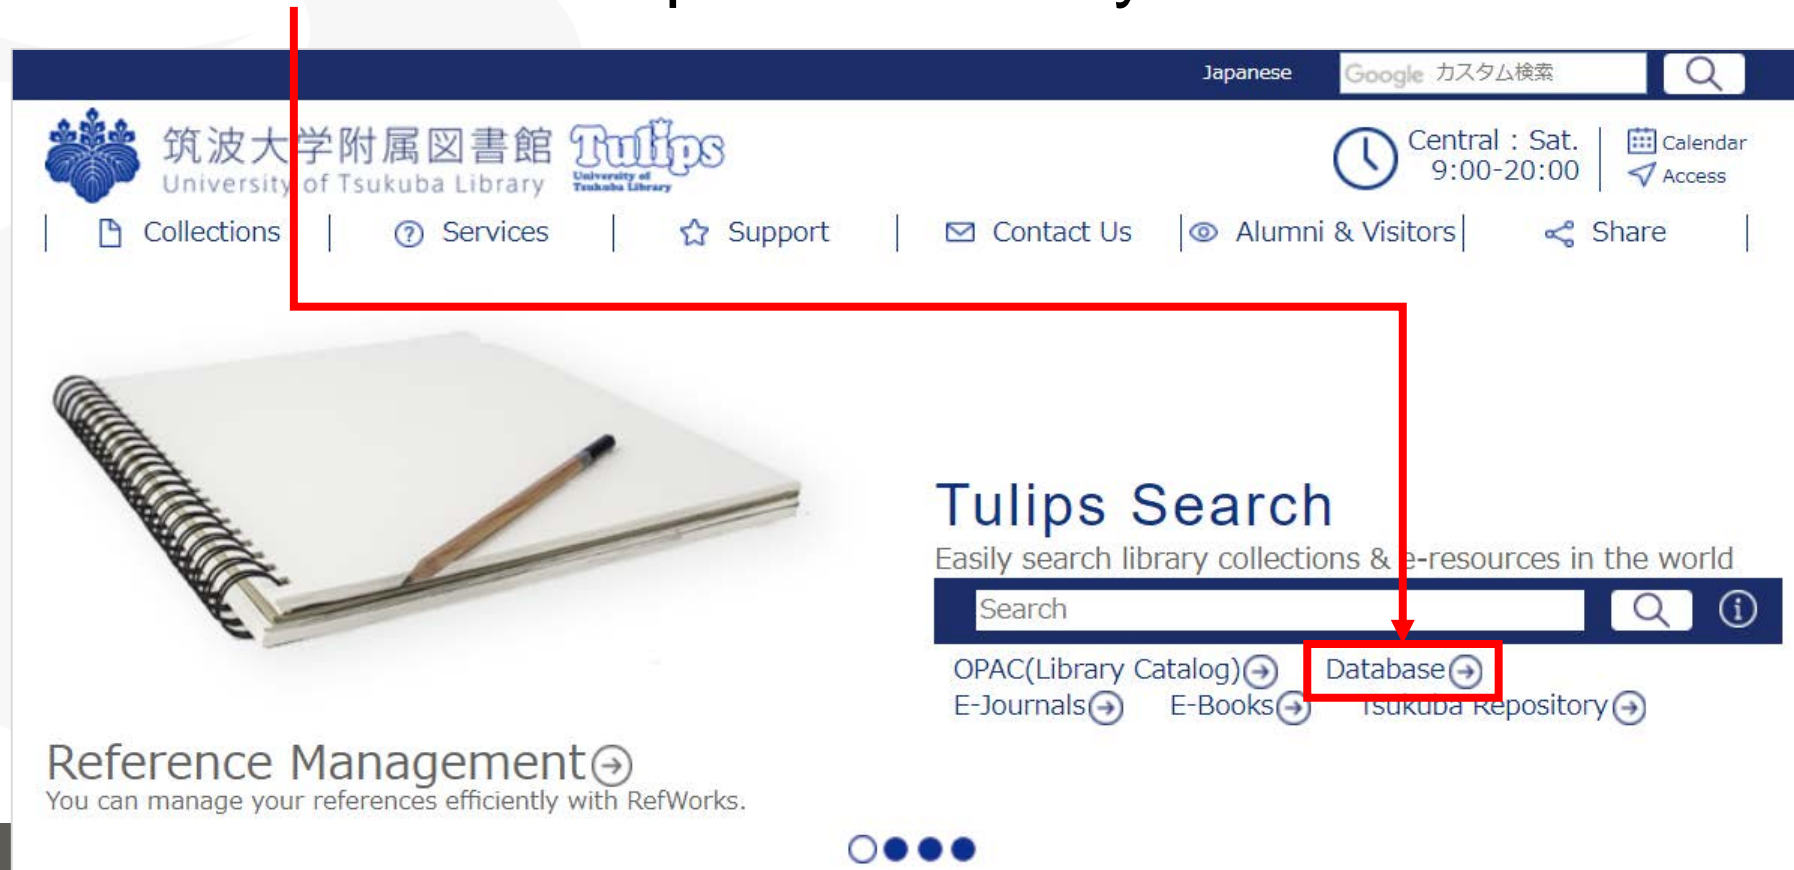 Japanese Google カスタム検索
筑波大学附属図書館 Tulips
University of Tsukuba Library University of Tsukuba Library
Central : Sat. Calendar
9:00-20:00 Access
Collections Services Support Contact Us Alumni & Visitors Share
Tulips Search
Easily search library collections & e-resources in the world
Search
OPAC(Library Catalog) Database
E-Journals E-Books Tsukuba Repository
Reference Management
You can manage your references efficiently with RefWorks.